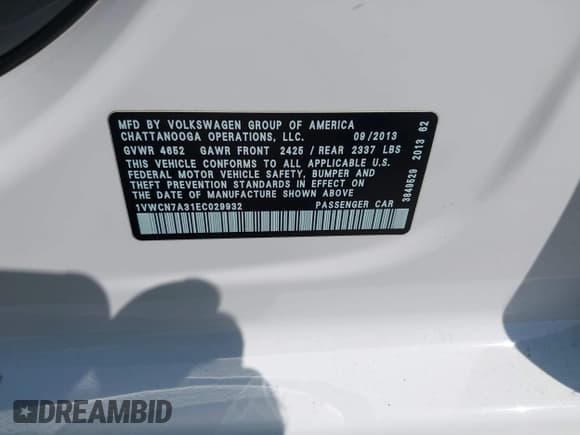 MFD BY VOLKSWAGEN GROUP OF AMERICA
CHATTANOOGA OPERATIONS, LLC. 09/2013
GVWR 4652 GAWR FRONT 2425 / REAR 2337 LBS
THIS VEHICLE CONFORMS TO ALL APPLICABLE U.S.
FEDERAL MOTOR VEHICLE SAFETY, BUMPER AND
THEFT PREVENTION STANDARDS IN EFFECT ON
THE DATE OF MANUFACTURE SHOWN ABOVE
1VWCN7A31EC029932 PASSENGER CAR
3849529 2013 62
DREAMBID